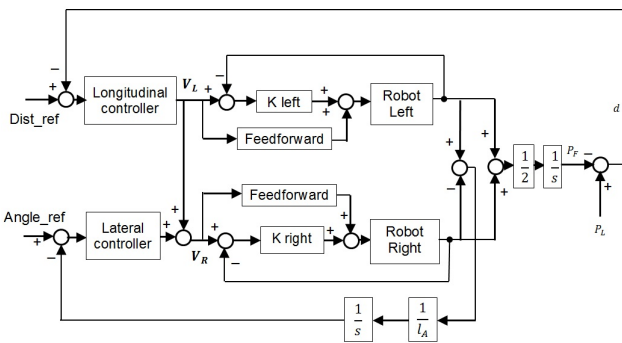 Dist_ref
Longitudinal
controller
V_L
K left
Feedforward
Robot
Left
d
1/2
1/s
P_F
P_L
Angle_ref
Lateral
controller
V_R
Feedforward
K right
Robot
Right
1/s
1/l_A
− + + − + + + + − + + − + + + + + + + − + − +